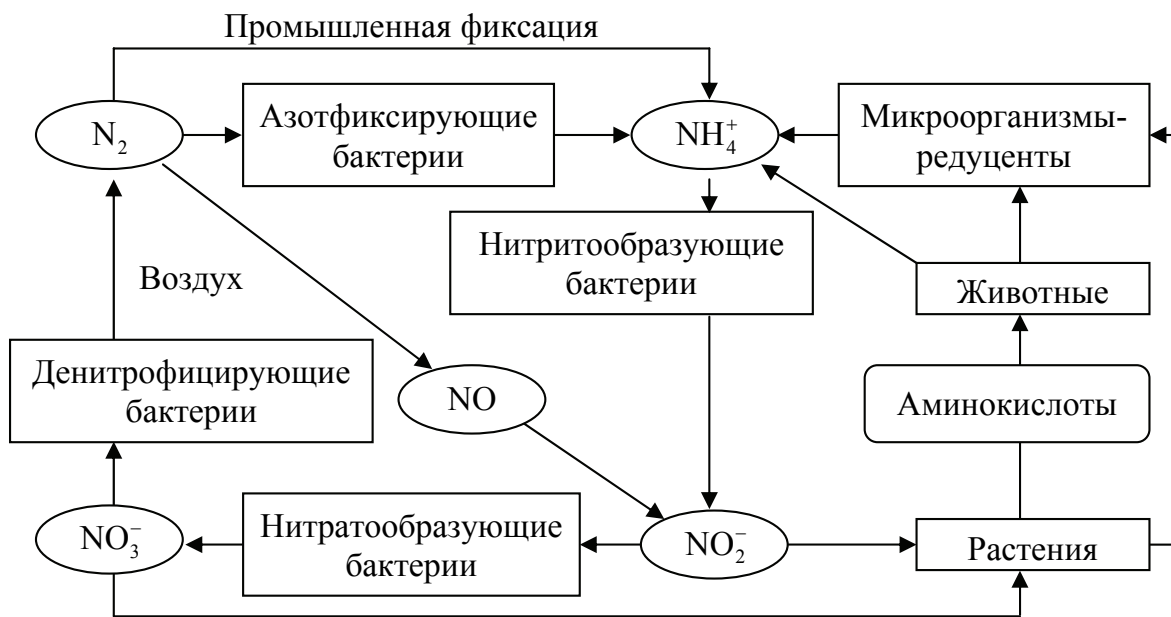 Промышленная фиксация
N₂
Азотфиксирующие
бактерии
NH₄⁺
Микроорганизмы-
редуценты
Нитритообразующие
бактерии
Воздух
Животные
Денитрофицирующие
бактерии
NO
Аминокислоты
NO₃⁻
Нитратообразующие
бактерии
NO₂⁻
Растения